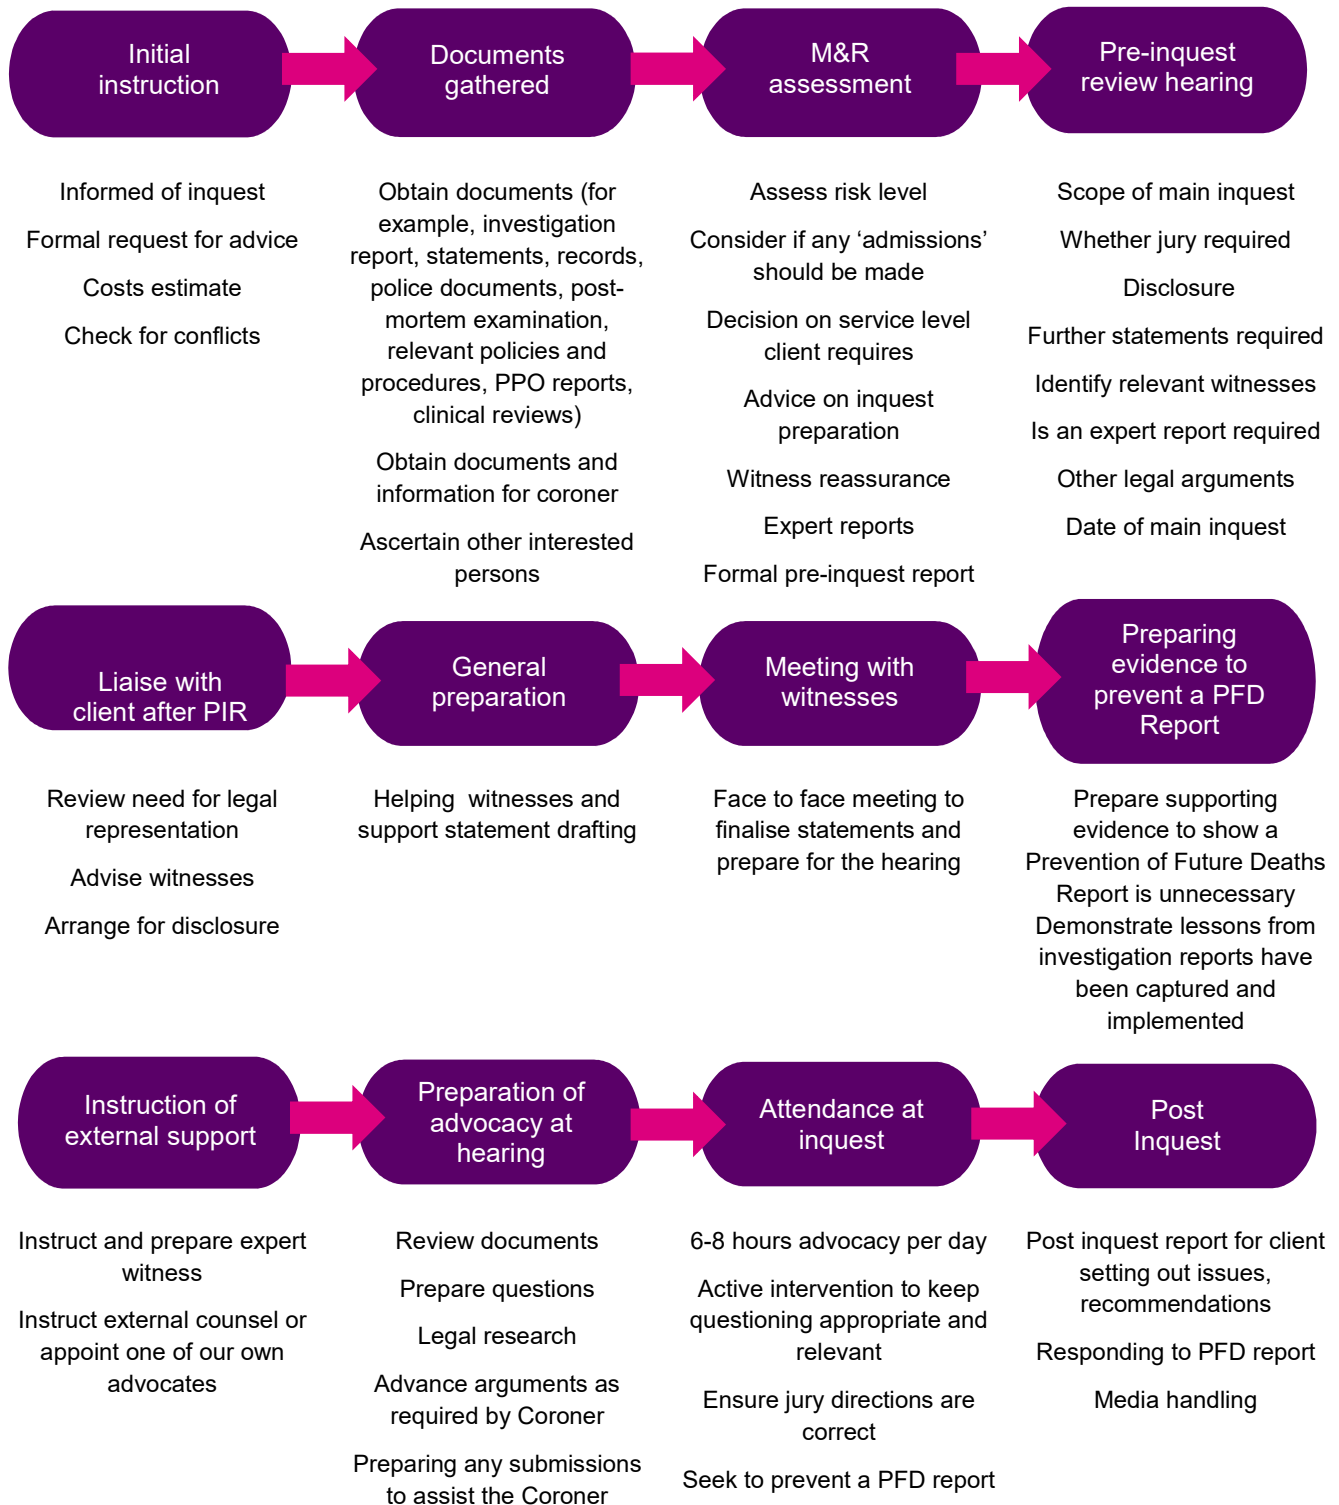 Initial
instruction
Documents
gathered
M&R
assessment
Pre-inquest
review hearing
Informed of inquest
Formal request for advice
Costs estimate
Check for conflicts
Obtain documents (for
example, investigation
report, statements, records,
police documents, post-
mortem examination,
relevant policies and
procedures, PPO reports,
clinical reviews)
Obtain documents and
information for coroner
Ascertain other interested
persons
Assess risk level
Consider if any ‘admissions’
should be made
Decision on service level
client requires
Advice on inquest
preparation
Witness reassurance
Expert reports
Formal pre-inquest report
Scope of main inquest
Whether jury required
Disclosure
Further statements required
Identify relevant witnesses
Is an expert report required
Other legal arguments
Date of main inquest
Liaise with
client after PIR
General
preparation
Meeting with
witnesses
Preparing
evidence to
prevent a PFD
Report
Review need for legal
representation
Advise witnesses
Arrange for disclosure
Helping  witnesses and
support statement drafting
Face to face meeting to
finalise statements and
prepare for the hearing
Prepare supporting
evidence to show a
Prevention of Future Deaths
Report is unnecessary
Demonstrate lessons from
investigation reports have
been captured and
implemented
Instruction of
external support
Preparation of
advocacy at
hearing
Attendance at
inquest
Post
Inquest
Instruct and prepare expert
witness
Instruct external counsel or
appoint one of our own
advocates
Review documents
Prepare questions
Legal research
Advance arguments as
required by Coroner
Preparing any submissions
to assist the Coroner
6-8 hours advocacy per day
Active intervention to keep
questioning appropriate and
relevant
Ensure jury directions are
correct
Seek to prevent a PFD report
Post inquest report for client
setting out issues,
recommendations
Responding to PFD report
Media handling